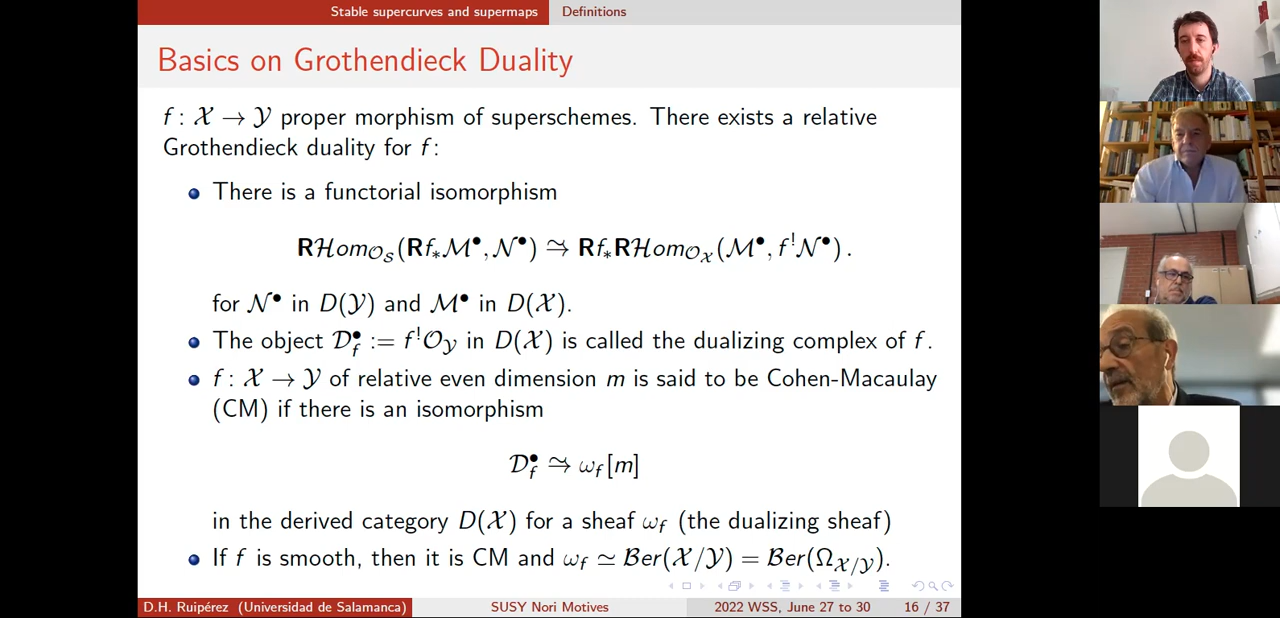 Stable supercurves and supermaps Definitions
Basics on Grothendieck Duality
f : 𝒳 → 𝒴 proper morphism of superschemes. There exists a relative
Grothendieck duality for f:
• There is a functorial isomorphism
Rℋom_{𝒪_𝒮}(Rf_*ℳ^•, 𝒩^•) ⥲ Rf_*Rℋom_{𝒪_𝒳}(ℳ^•, f^!𝒩^•).
for 𝒩^• in D(𝒴) and ℳ^• in D(𝒳).
• The object 𝒟_f^• := f^!𝒪_𝒴 in D(𝒳) is called the dualizing complex of f.
• f : 𝒳 → 𝒴 of relative even dimension m is said to be Cohen-Macaulay
(CM) if there is an isomorphism
𝒟_f^• ⥲ ω_f[m]
in the derived category D(𝒳) for a sheaf ω_f (the dualizing sheaf)
• If f is smooth, then it is CM and ω_f ≃ ℬer(𝒳/𝒴) = ℬer(Ω_{𝒳/𝒴}).
D.H. Ruipérez (Universidad de Salamanca) SUSY Nori Motives 2022 WSS, June 27 to 30 16 / 37